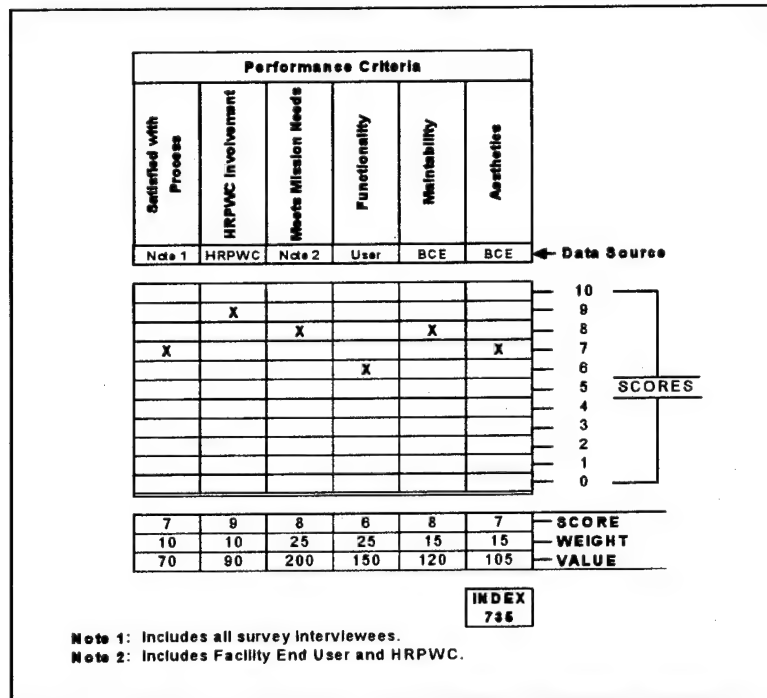 Performance Criteria
Satisfied with Process
HRPWC Involvement
Meets Mission Needs
Functionality
Maintability
Aesthetics
Note 1 HRPWC Note 2 User BCE BCE Data Source
10
X 9
X X 8
X X 7
X 6
5 SCORES
4
3
2
1
0
7 9 8 6 8 7 SCORE
10 10 25 25 15 15 WEIGHT
70 90 200 150 120 105 VALUE
INDEX
735
Note 1: Includes all survey interviewees.
Note 2: Includes Facility End User and HRPWC.